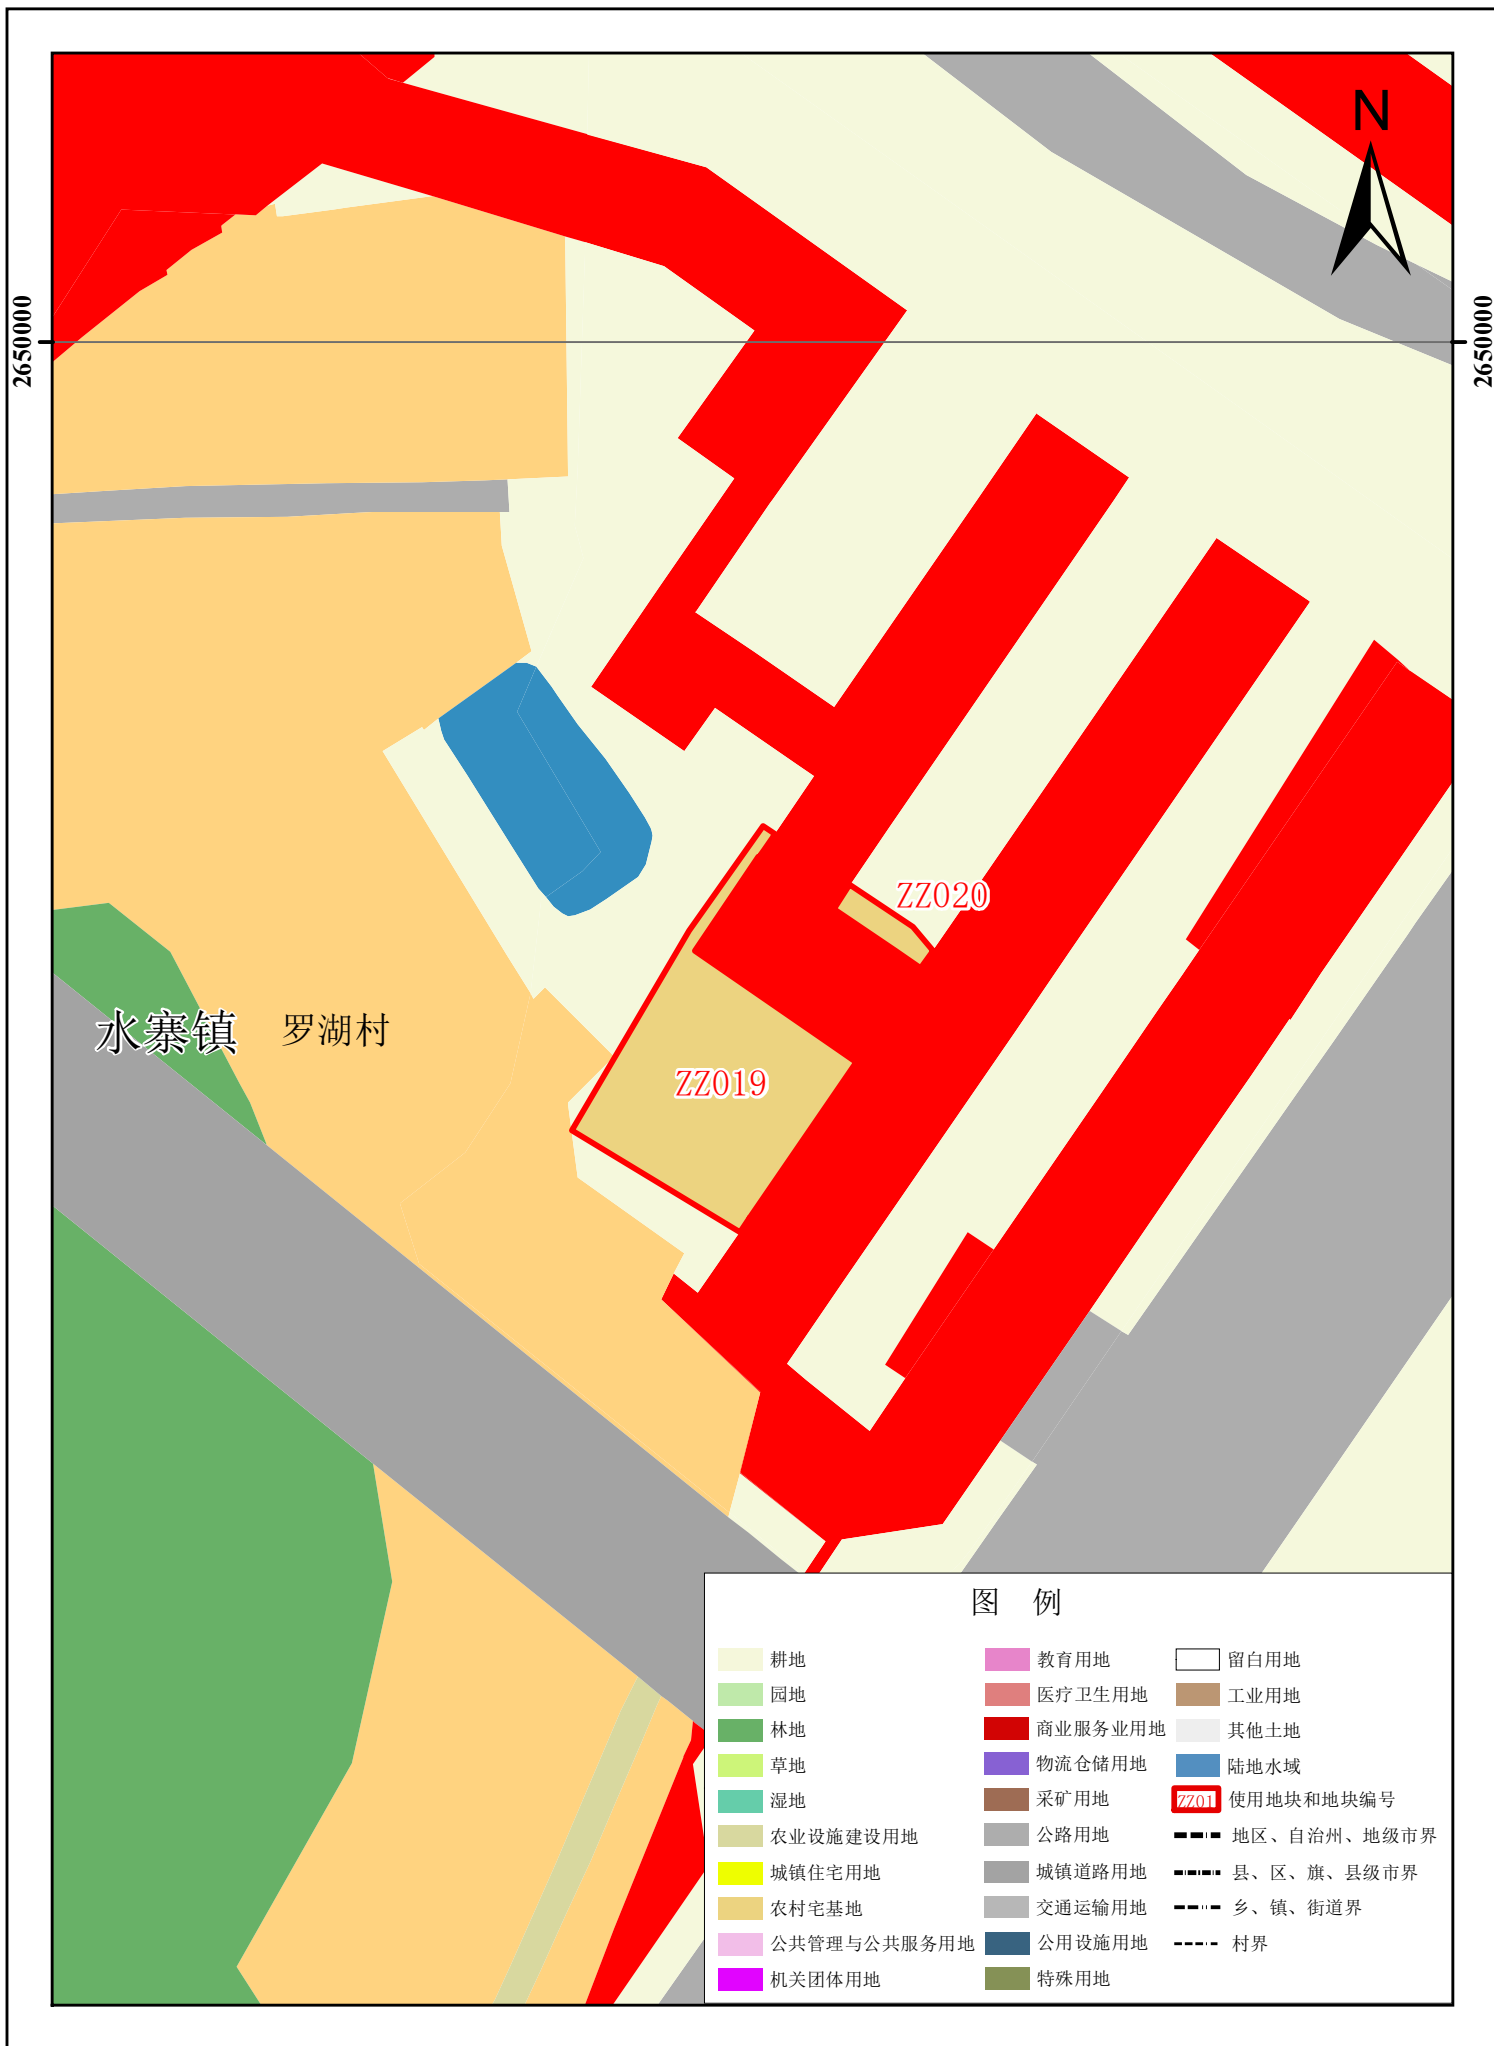 N
2650000
2650000
ZZ020
水寨镇
罗湖村
ZZ019
图 例
耕地
园地
林地
草地
湿地
农业设施建设用地
城镇住宅用地
农村宅基地
公共管理与公共服务用地
机关团体用地
教育用地
医疗卫生用地
商业服务业用地
物流仓储用地
采矿用地
公路用地
城镇道路用地
交通运输用地
公用设施用地
特殊用地
留白用地
工业用地
其他土地
陆地水域
ZZ01 使用地块和地块编号
地区、自治州、地级市界
县、区、旗、县级市界
乡、镇、街道界
村界